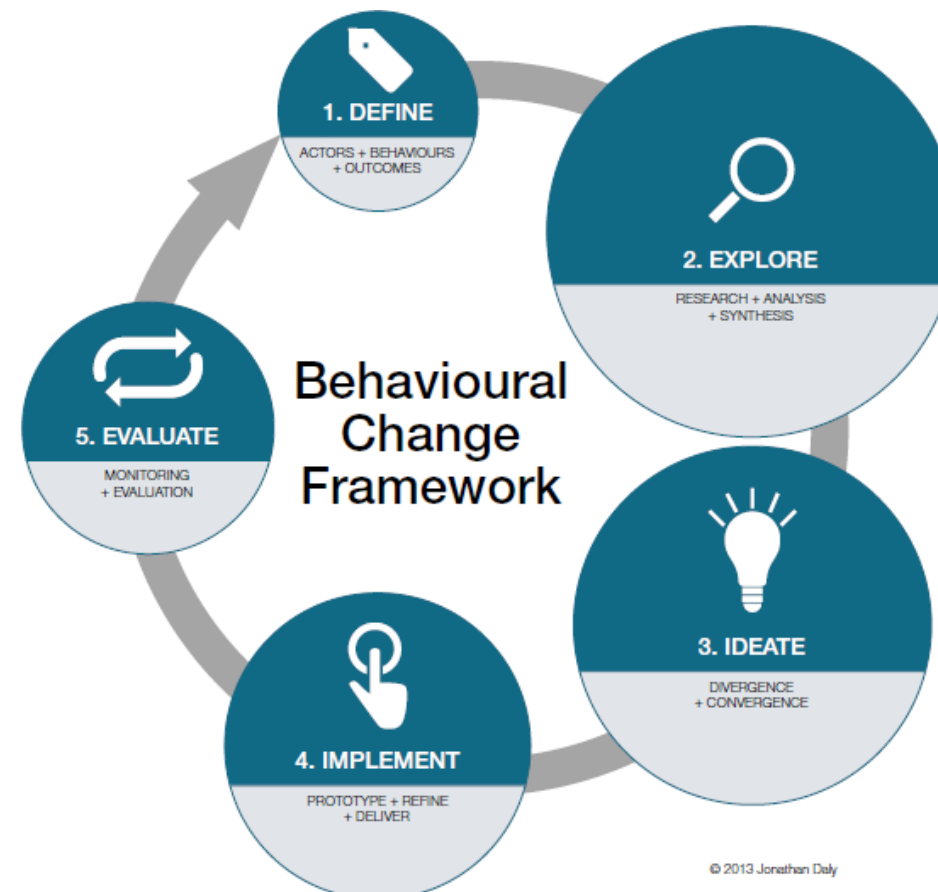 1. DEFINE
ACTORS + BEHAVIOURS
+ OUTCOMES
2. EXPLORE
RESEARCH + ANALYSIS
+ SYNTHESIS
3. IDEATE
DIVERGENCE
+ CONVERGENCE
4. IMPLEMENT
PROTOTYPE + REFINE
+ DELIVER
5. EVALUATE
MONITORING
+ EVALUATION
Behavioural
Change
Framework
© 2013 Jonathan Daly